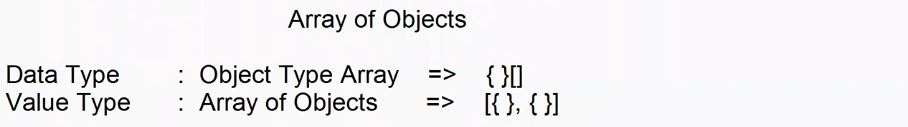 Array of Objects
Data Type : Object Type Array => { }[]
Value Type : Array of Objects => [{ }, { }]